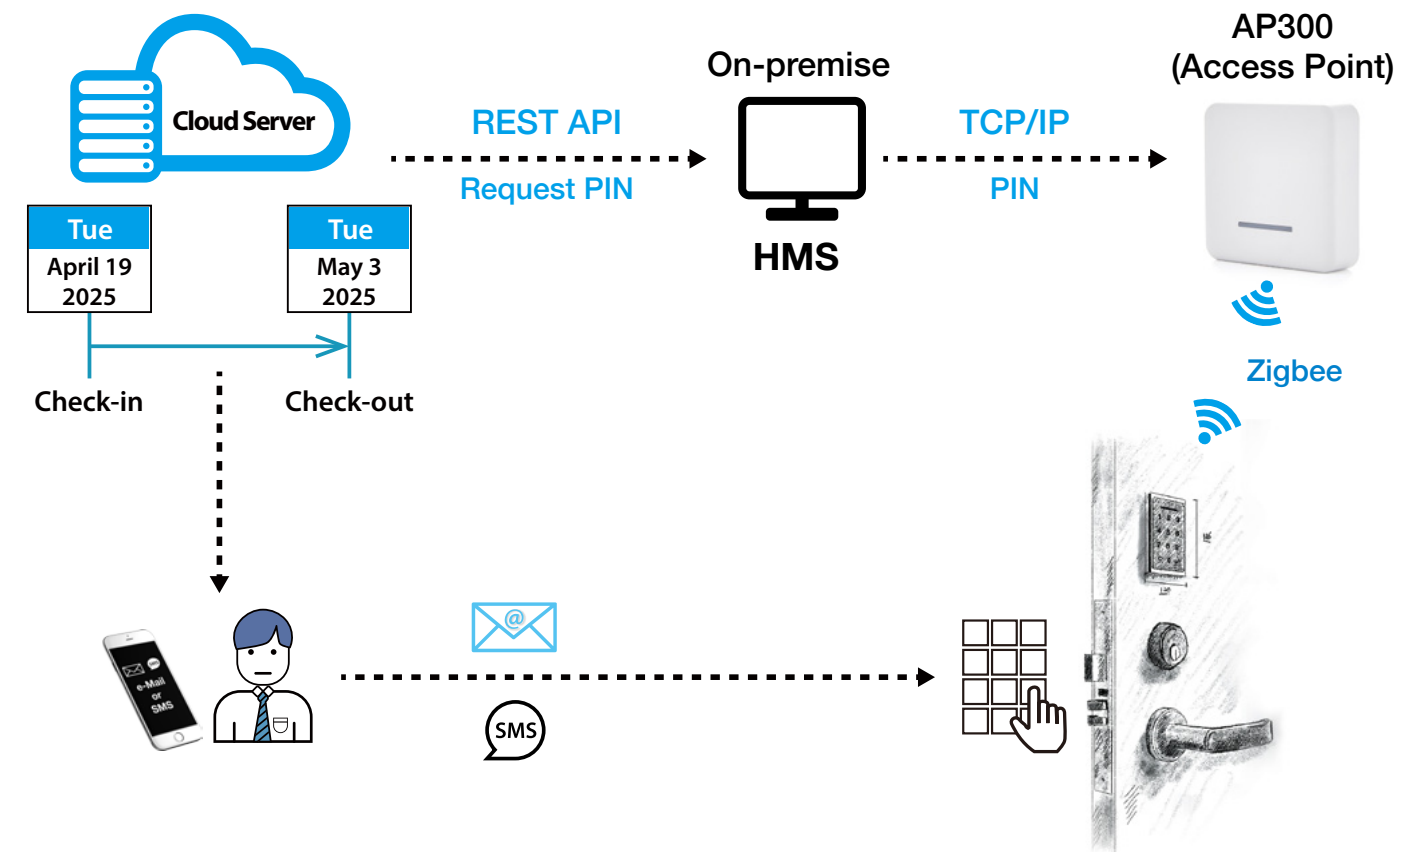 AP300
(Access Point)
On-premise
Cloud Server
REST API
TCP/IP
Request PIN
PIN
HMS
Tue
April 19
2025
Tue
May 3
2025
Check-in
Check-out
Zigbee
@
SMS
e-Mail
or
SMS
SMS